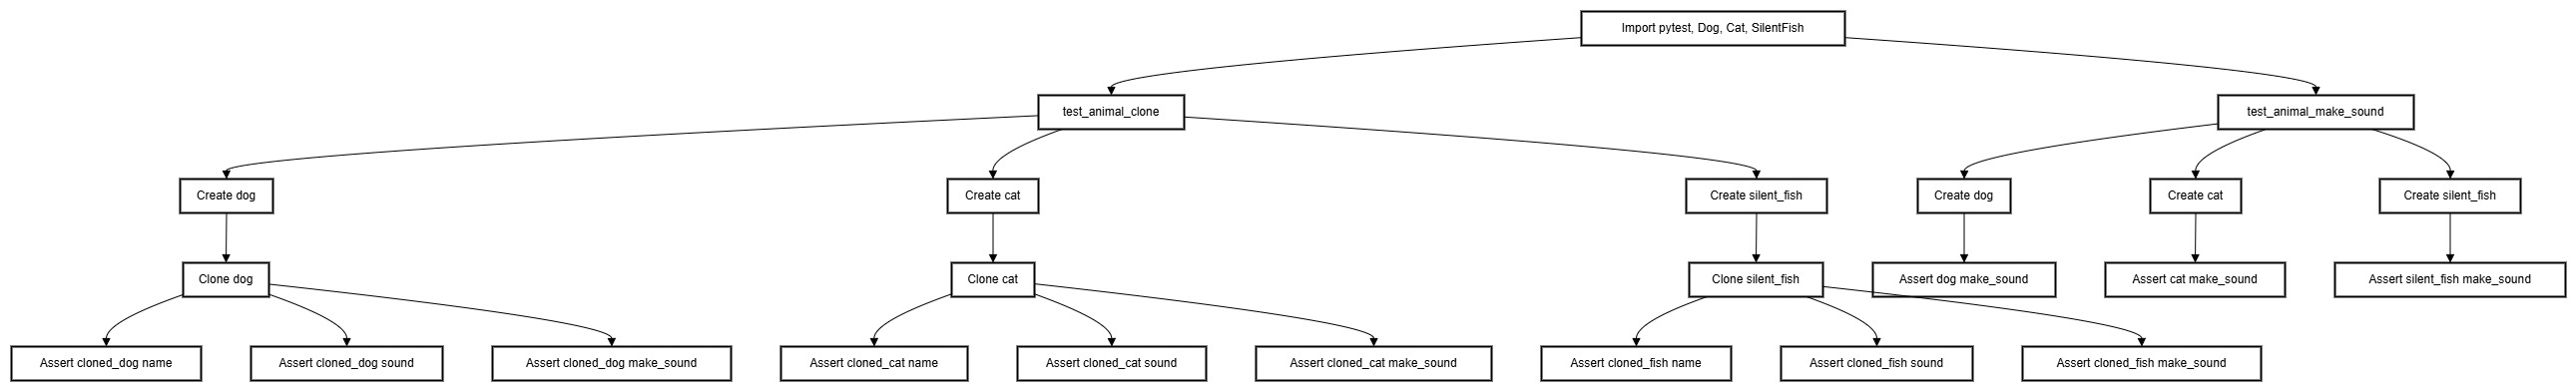 Import pytest, Dog, Cat, SilentFish
test_animal_clone
test_animal_make_sound
Create dog
Create cat
Create silent_fish
Create dog
Create cat
Create silent_fish
Clone dog
Clone cat
Clone silent_fish
Assert dog make_sound
Assert cat make_sound
Assert silent_fish make_sound
Assert cloned_dog name
Assert cloned_dog sound
Assert cloned_dog make_sound
Assert cloned_cat name
Assert cloned_cat sound
Assert cloned_cat make_sound
Assert cloned_fish name
Assert cloned_fish sound
Assert cloned_fish make_sound